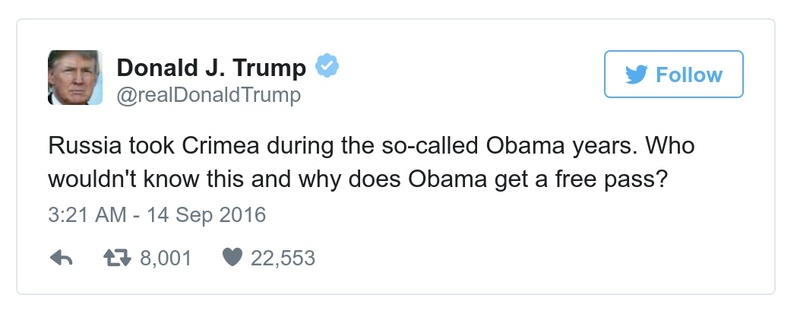 Donald J. Trump
@realDonaldTrump
Follow
Russia took Crimea during the so-called Obama years. Who
wouldn't know this and why does Obama get a free pass?
3:21 AM - 14 Sep 2016
8,001 22,553